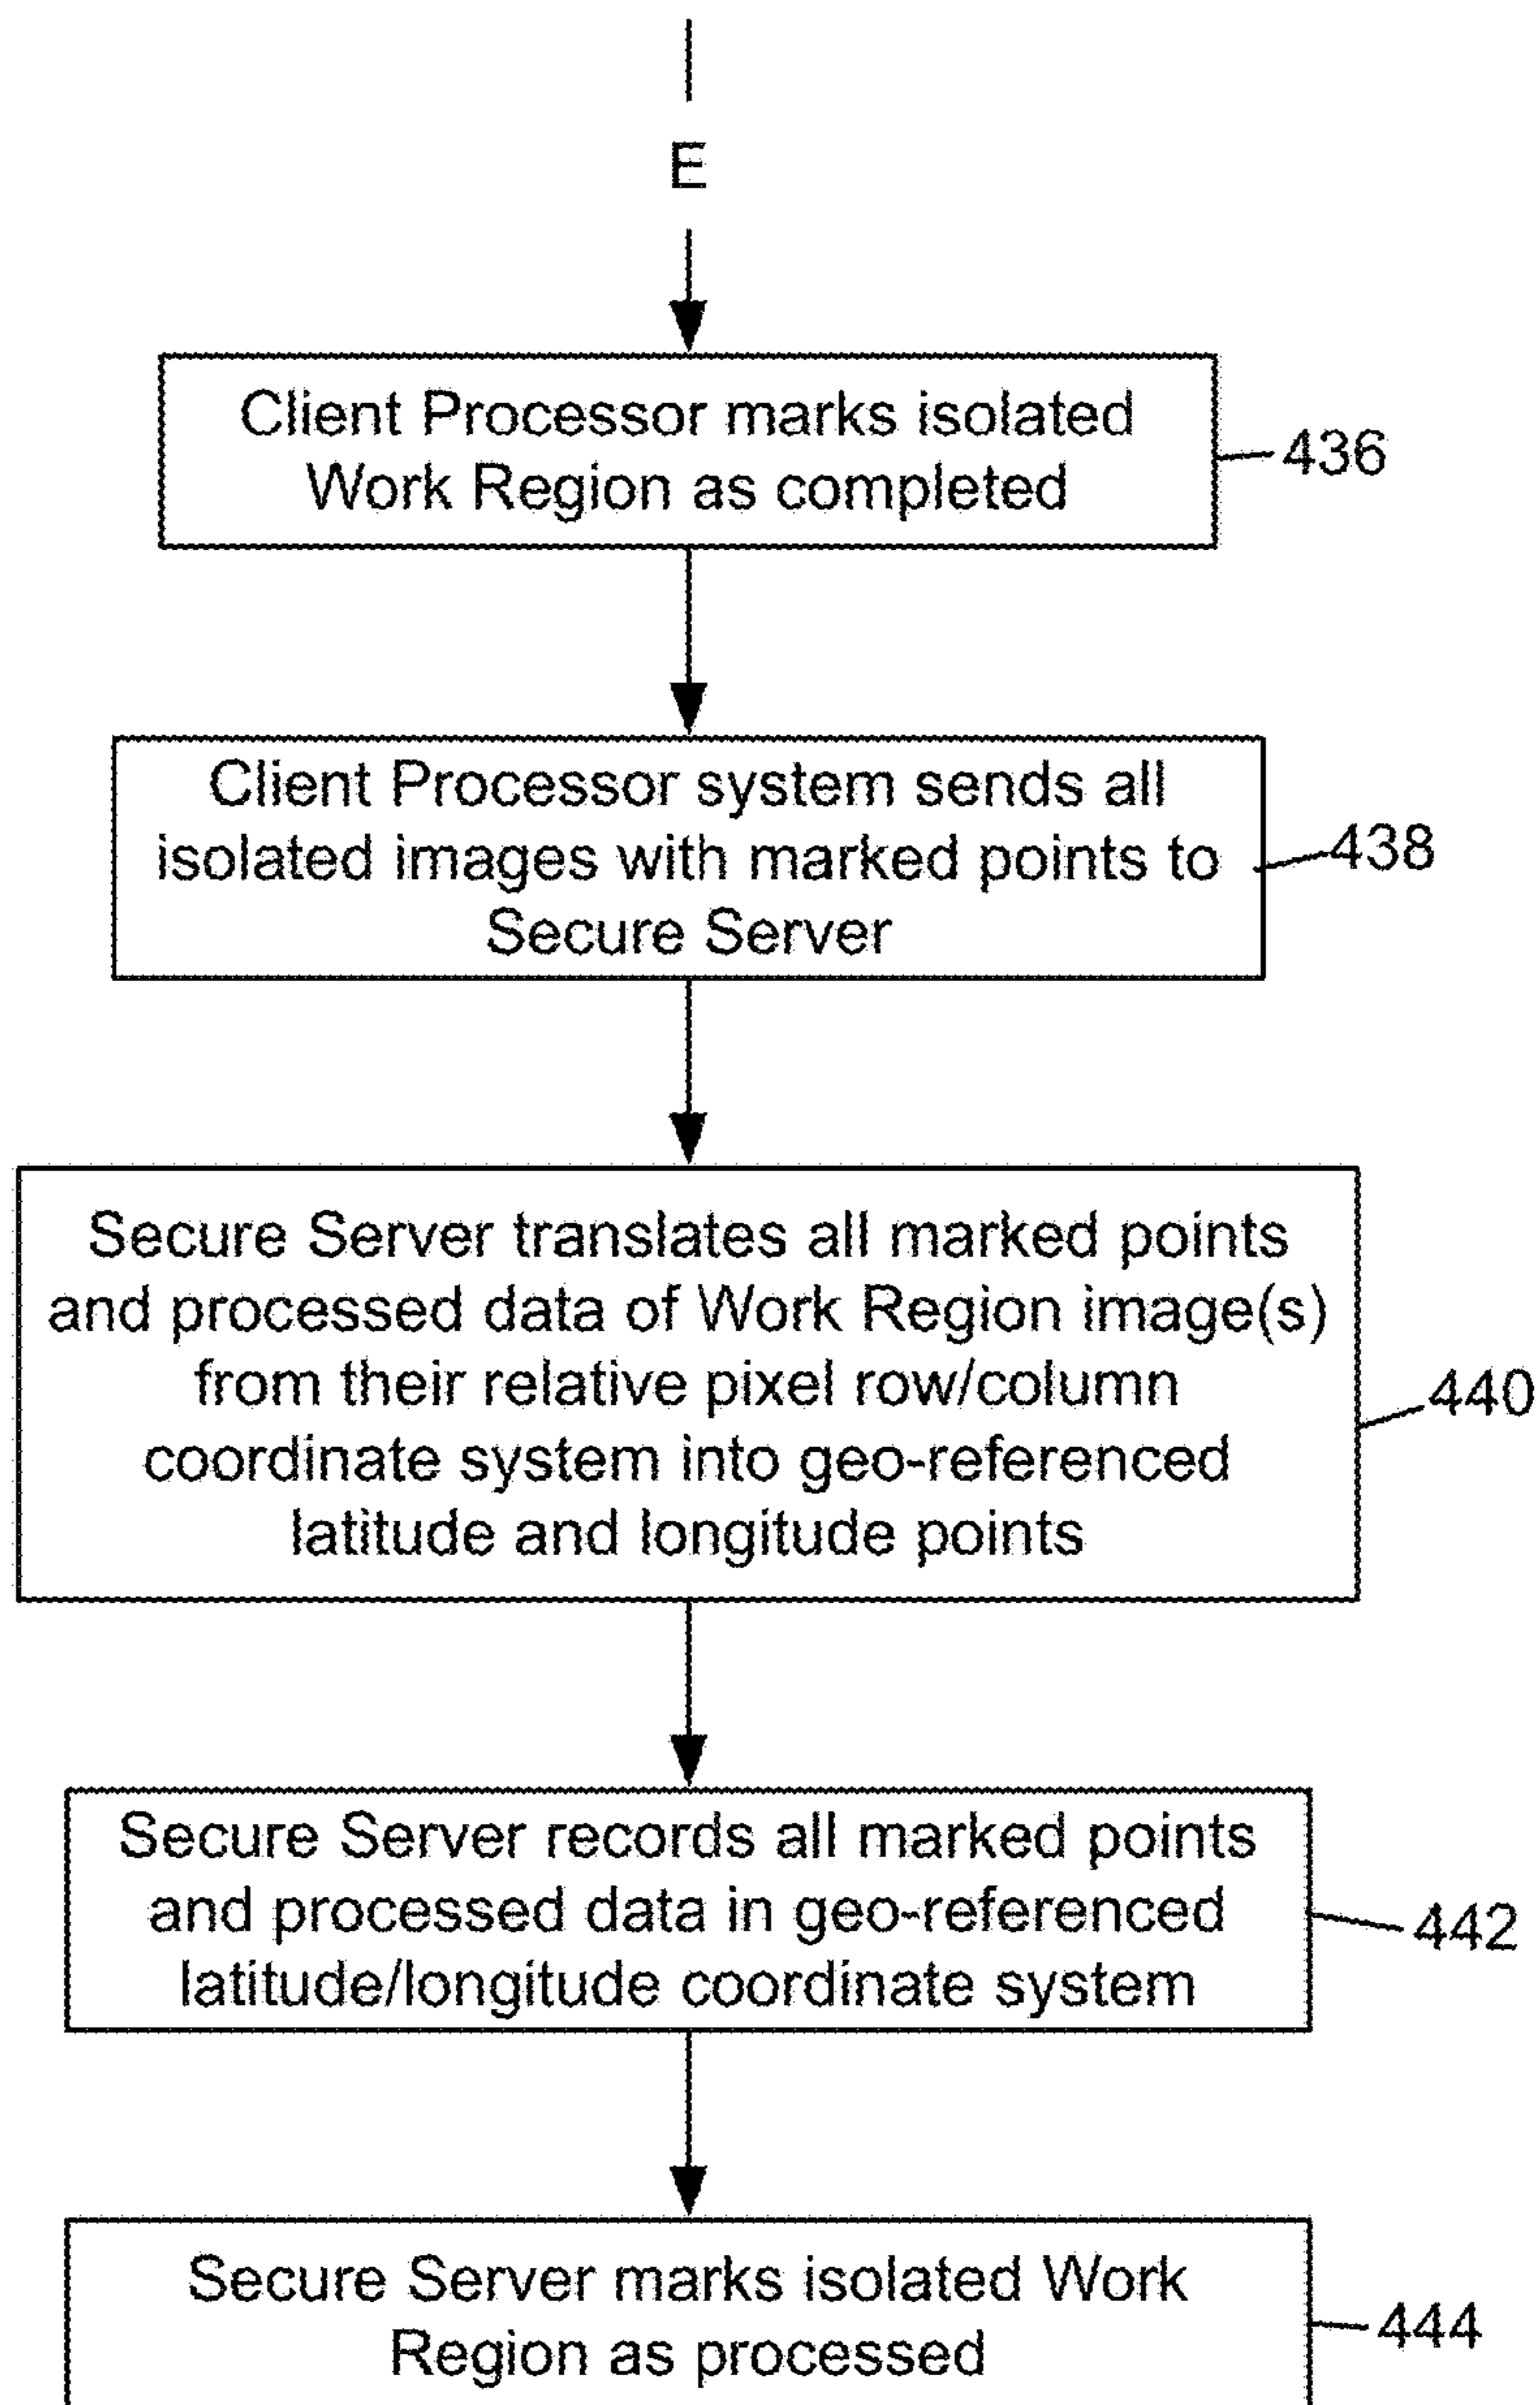 E
Client Processor marks isolated
Work Region as completed
436
Client Processor system sends all
isolated images with marked points to
Secure Server
438
Secure Server translates all marked points
and processed data of Work Region image(s)
from their relative pixel row/column
coordinate system into geo-referenced
latitude and longitude points
440
Secure Server records all marked points
and processed data in geo-referenced
latitude/longitude coordinate system
442
Secure Server marks isolated Work
Region as processed
444